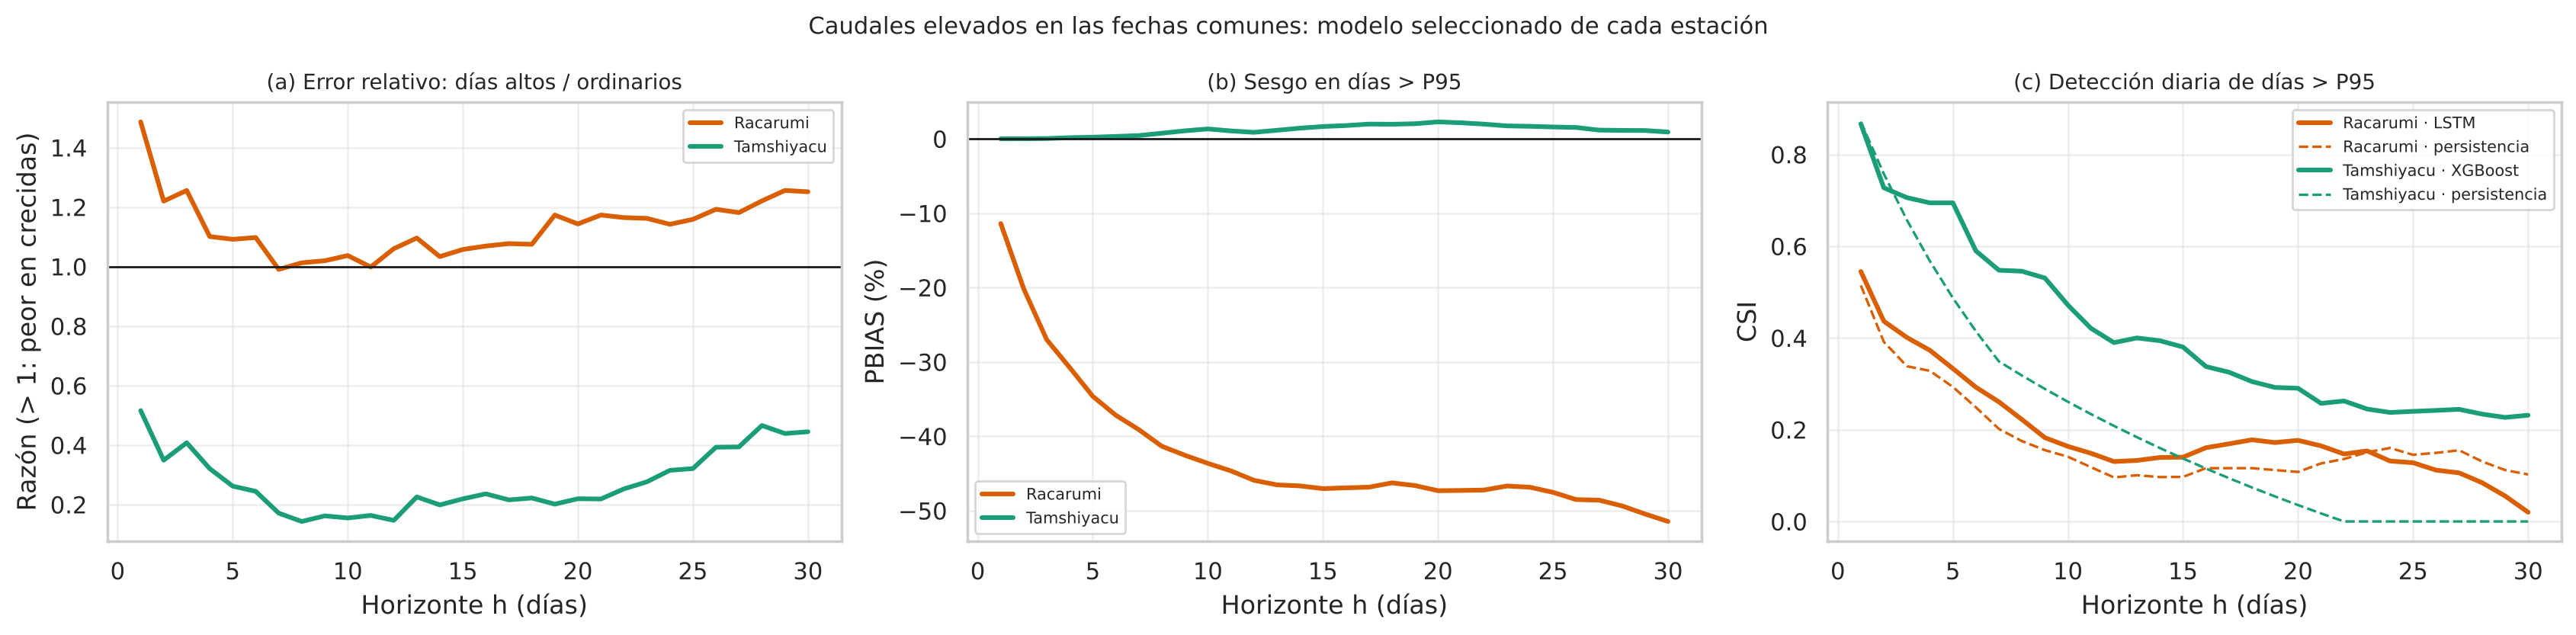 Caudales elevados en las fechas comunes: modelo seleccionado de cada estación
(a) Error relativo: días altos / ordinarios
Razón (> 1: peor en crecidas)
1.4
1.2
1.0
0.8
0.6
0.4
0.2
0 5 10 15 20 25 30
Horizonte h (días)
Racarumi
Tamshiyacu
(b) Sesgo en días > P95
PBIAS (%)
0
−10
−20
−30
−40
−50
0 5 10 15 20 25 30
Horizonte h (días)
Racarumi
Tamshiyacu
(c) Detección diaria de días > P95
CSI
0.8
0.6
0.4
0.2
0.0
0 5 10 15 20 25 30
Horizonte h (días)
Racarumi · LSTM
Racarumi · persistencia
Tamshiyacu · XGBoost
Tamshiyacu · persistencia